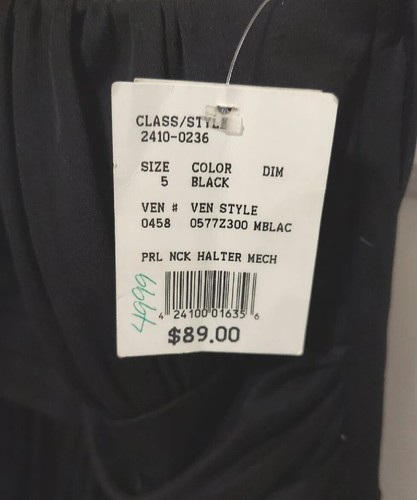 CLASS/STYLE
2410-0236
SIZE COLOR DIM
5 BLACK
VEN # VEN STYLE
0458 0577Z300 MBLAC
PRL NCK HALTER MECH
4999
4 24100 01635 6
$89.00